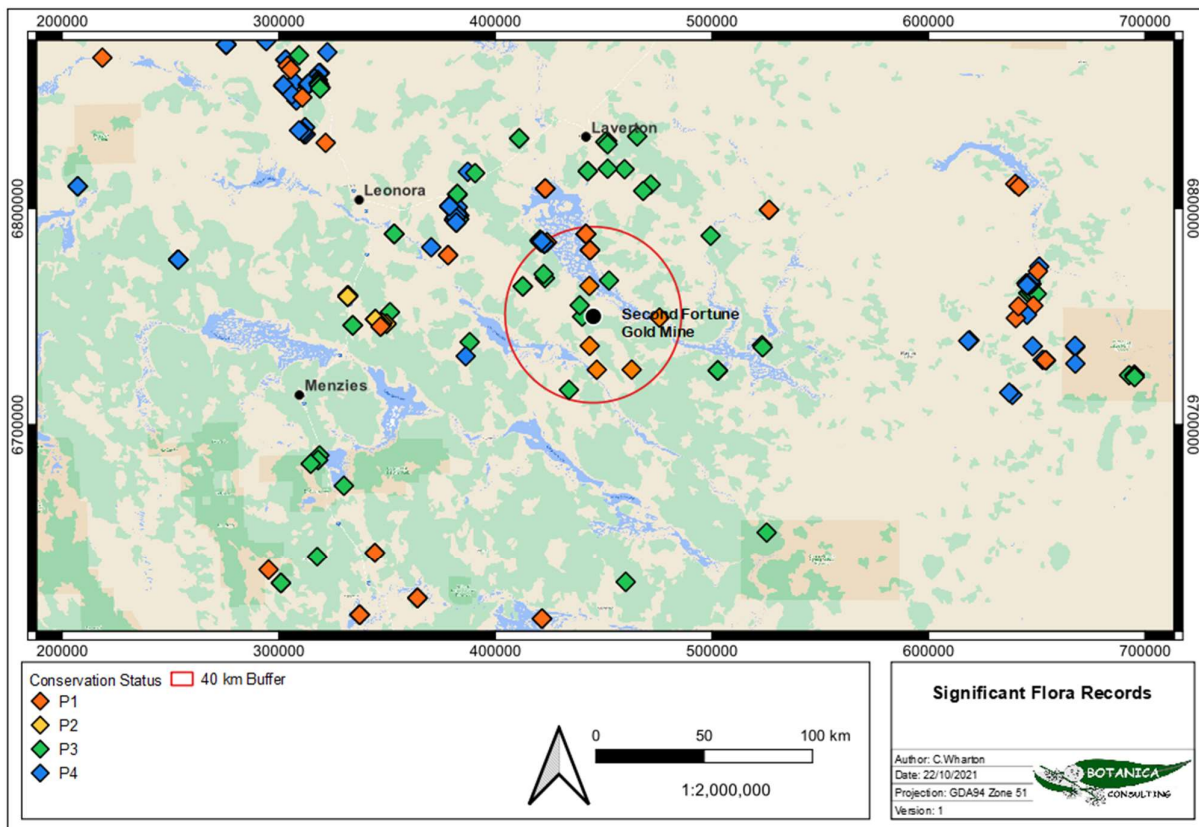 200000 300000 400000 500000 600000 7000000
Laverton
Leonora
6800000
6800000
Second Fortune
Gold Mine
Menzies
6700000
6700000
200000 300000 400000 500000 600000 7000000
Conservation Status
40 km Buffer
P1
P2
P3
P4
0 50 100 km
1:2,000,000
Significant Flora Records
Author: C.Wharton
Date: 22/10/2021
Projection: GDA94 Zone 51
Version: 1
BOTANICA
CONSULTING